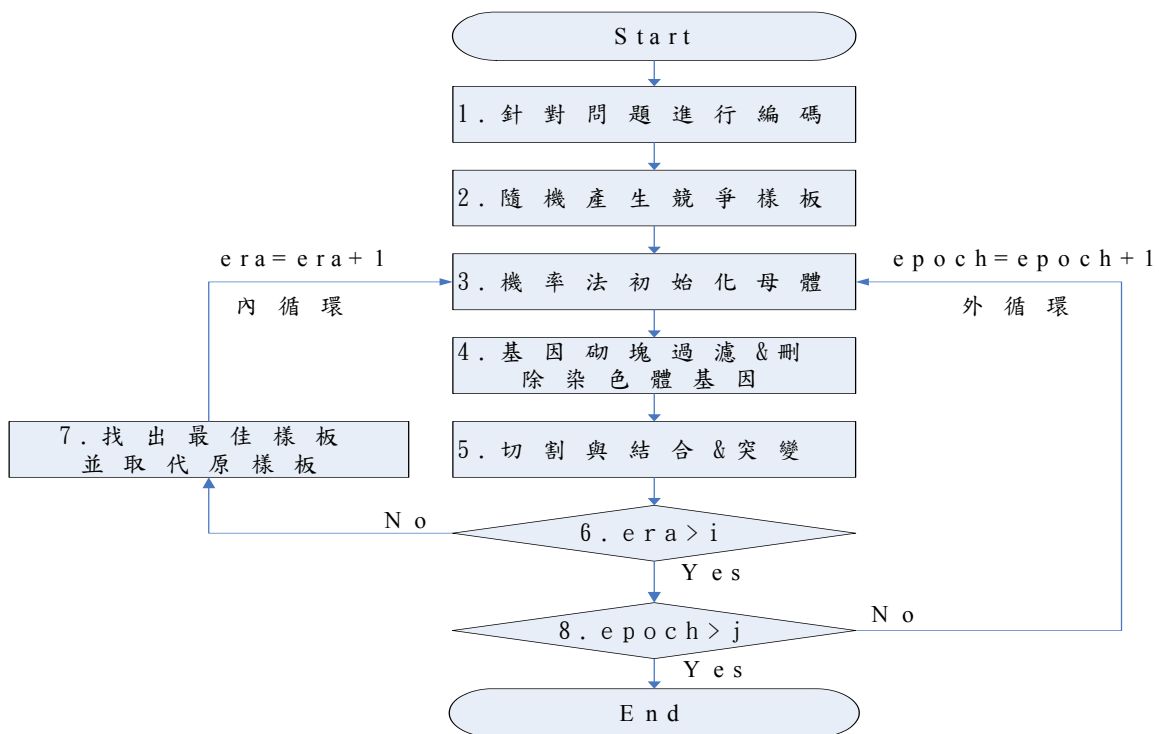 Start
1.針對問題進行編碼
2.隨機產生競爭樣板
era=era+1
內循環
3.機率法初始化母體
epoch=epoch+1
外循環
4.基因砌塊過濾&刪
除染色體基因
7.找出最佳樣板
並取代原樣板
5.切割與結合&突變
No
6.era>i
Yes
8.epoch>j
No
Yes
End